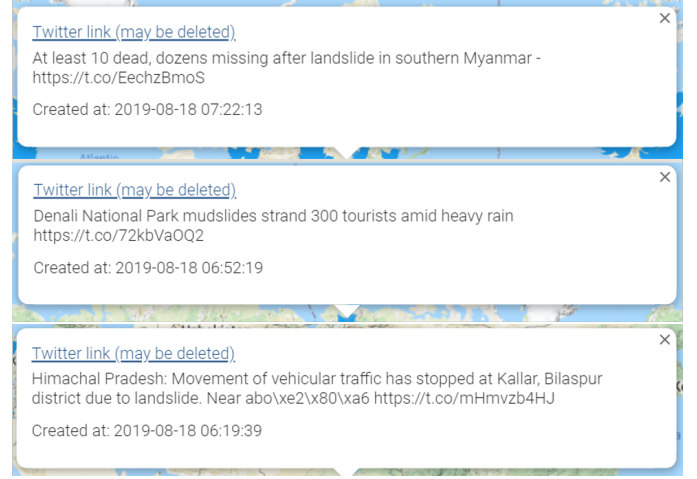 Twitter link (may be deleted)
At least 10 dead, dozens missing after landslide in southern Myanmar -
https://t.co/EechzBmoS
Created at: 2019-08-18 07:22:13
Atlantic
Twitter link (may be deleted)
Denali National Park mudslides strand 300 tourists amid heavy rain
https://t.co/72kbVaOQ2
Created at: 2019-08-18 06:52:19
Twitter link (may be deleted)
Himachal Pradesh: Movement of vehicular traffic has stopped at Kallar, Bilaspur
district due to landslide. Near abo\xe2\x80\xa6 https://t.co/mHmvzb4HJ
Created at: 2019-08-18 06:19:39